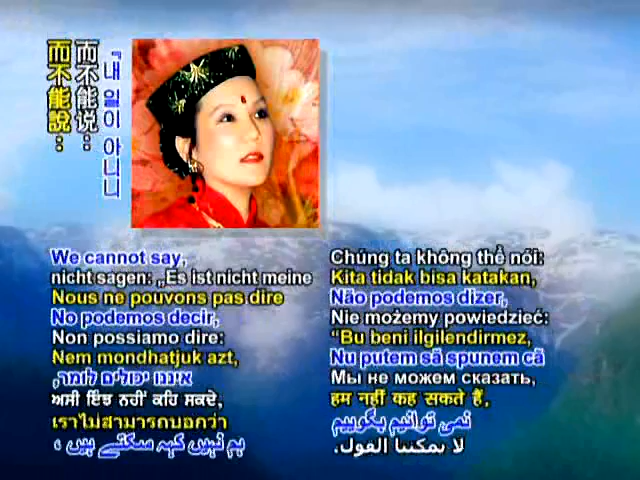 而不能說…
而不能说…
『내 일이 아니니
We cannot say,
nicht sagen: „Es ist nicht meine
Nous ne pouvons pas dire
No podemos decir,
Non possiamo dire:
Nem mondhatjuk azt,
איננו יכולים לומר,
ਅਸੀ ਇੰਝ ਨਹੀਂ ਕਹਿ ਸਕਦੇ,
เราไม่สามารถบอกว่า
ہم نہیں کہہ سکتے ہیں ،
Chúng ta không thể nói:
Kita tidak bisa katakan,
Não podemos dizer,
Nie możemy powiedzieć:
“Bu beni ilgilendirmez,
Nu putem să spunem că
Мы не можем сказать,
हम नहीं कह सकते हैं,
نمی توانیم بگوییم
لا يمكننا القول.